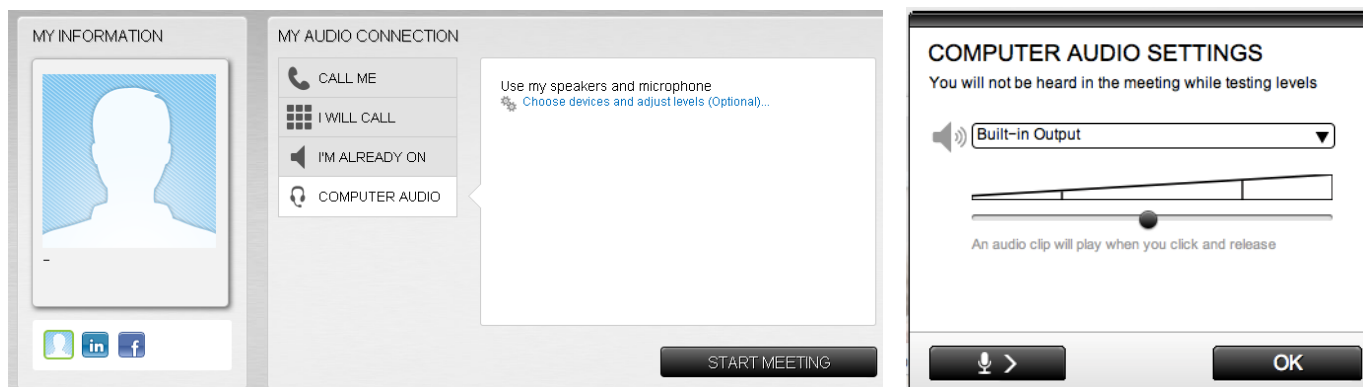 MY INFORMATION
–
in
f
MY AUDIO CONNECTION
CALL ME
I WILL CALL
I'M ALREADY ON
COMPUTER AUDIO
Use my speakers and microphone
Choose devices and adjust levels (Optional)...
START MEETING
COMPUTER AUDIO SETTINGS
You will not be heard in the meeting while testing levels
Built-in Output
An audio clip will play when you click and release
>
OK